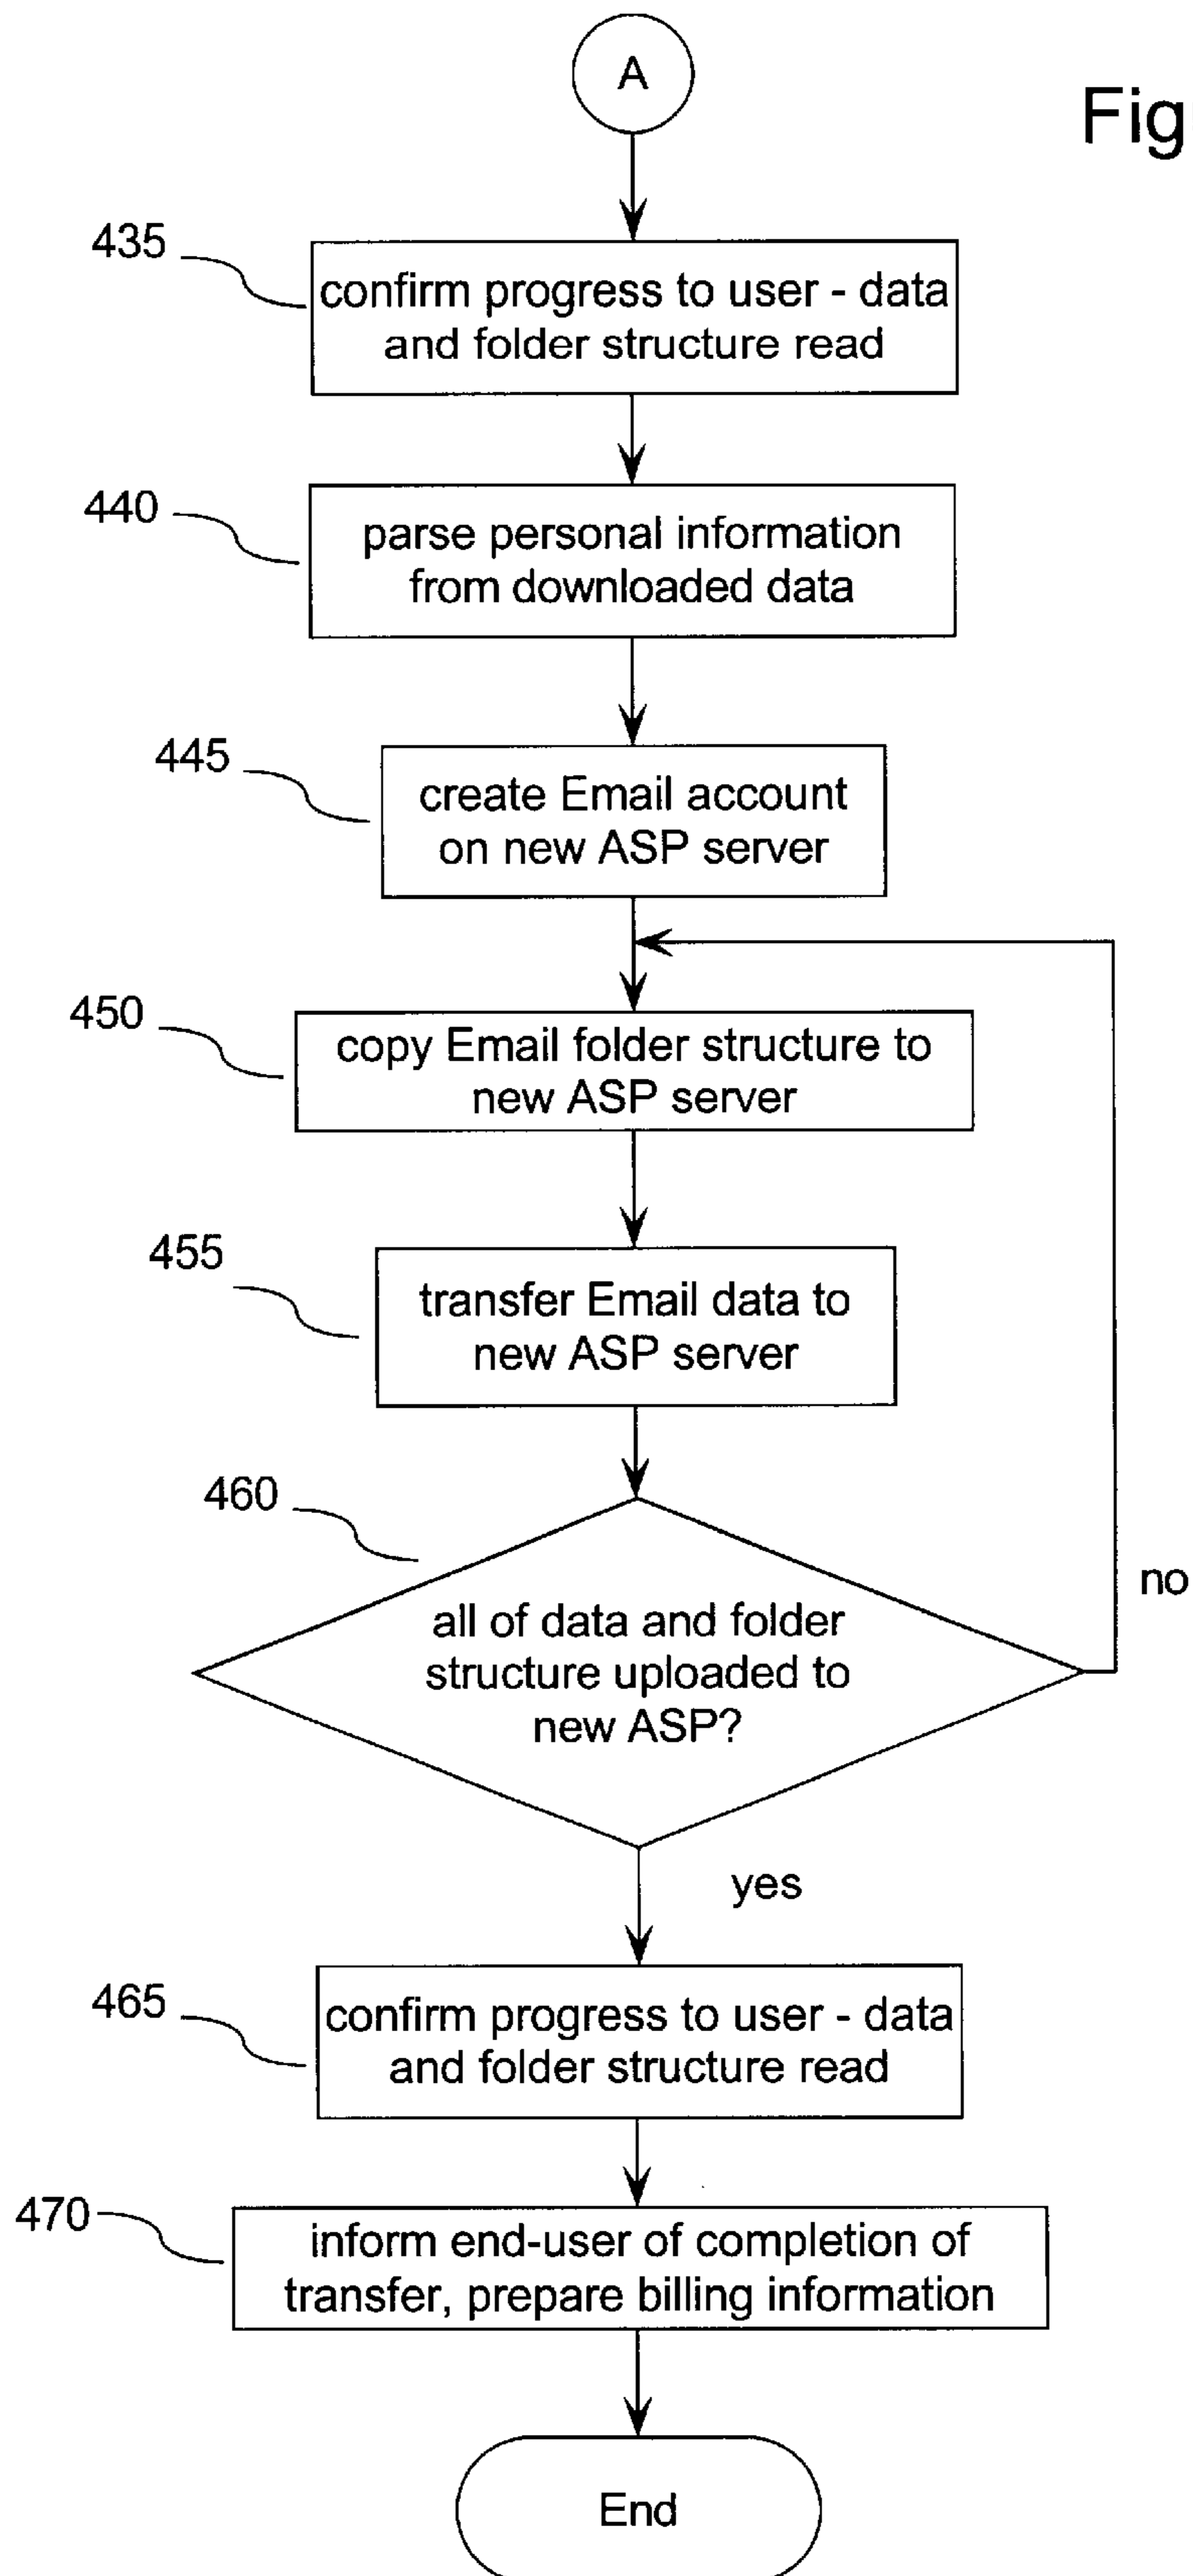 A
Fig
435
confirm progress to user - data
and folder structure read
440
parse personal information
from downloaded data
445
create Email account
on new ASP server
450
copy Email folder structure to
new ASP server
455
transfer Email data to
new ASP server
460
all of data and folder
structure uploaded to
new ASP?
no
yes
465
confirm progress to user - data
and folder structure read
470
inform end-user of completion of
transfer, prepare billing information
End